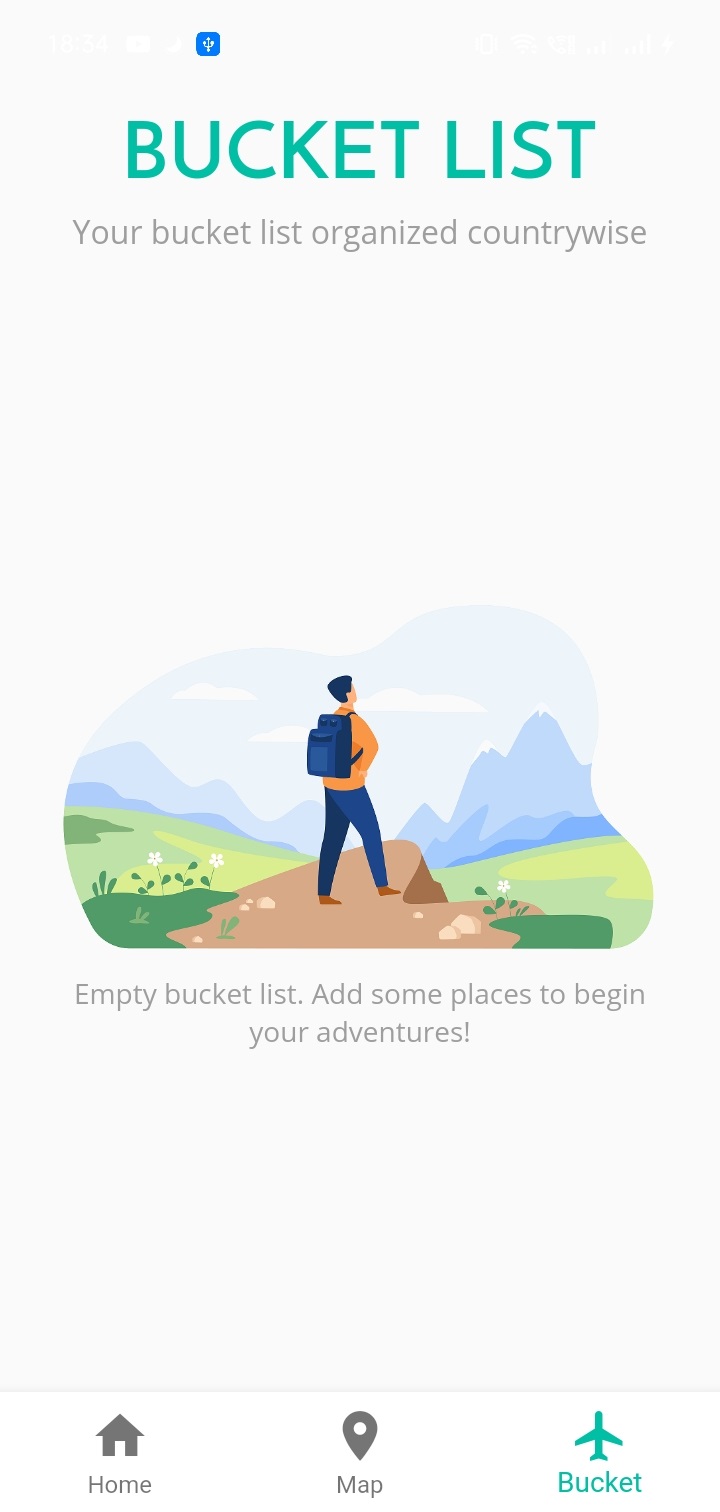 18:34
BUCKET LIST
Your bucket list organized countrywise
Empty bucket list. Add some places to begin
your adventures!
Home
Map
Bucket